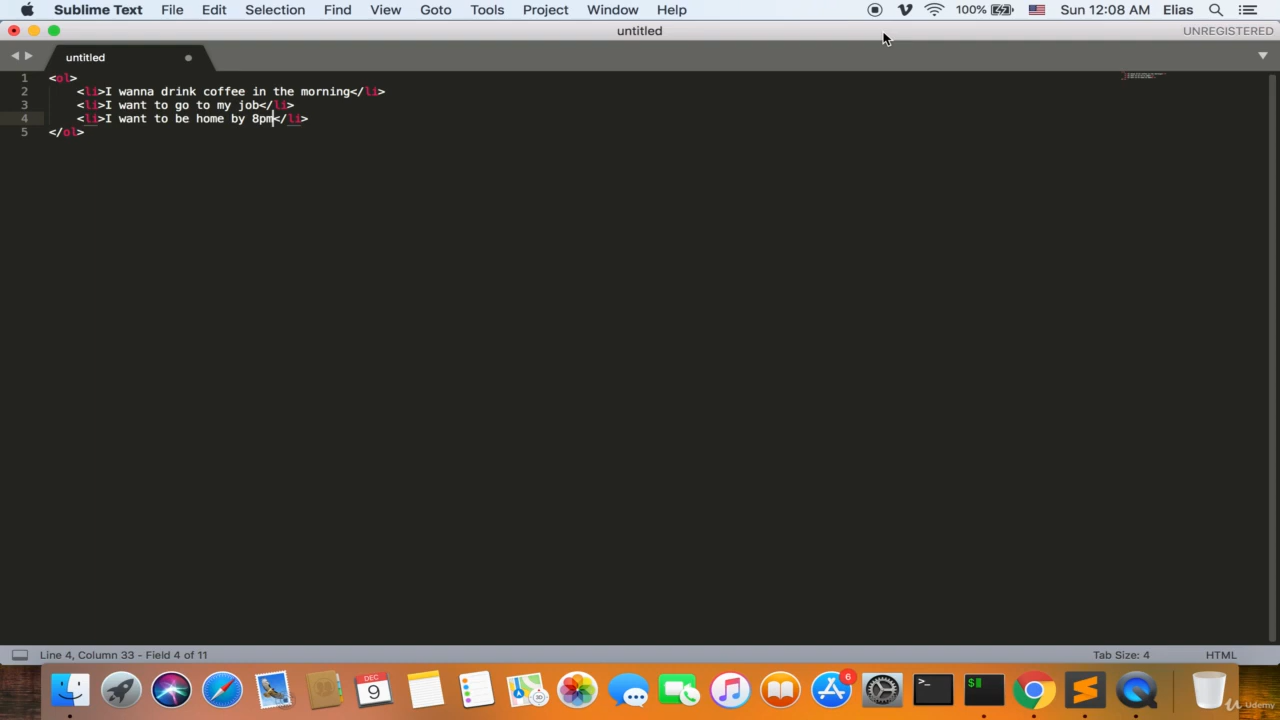 Sublime Text File Edit Selection Find View Goto Tools Project Window Help 100% Sun 12:08 AM Elias
untitled UNREGISTERED
untitled
1 <ol>
2 <li>I wanna drink coffee in the morning</li>
3 <li>I want to go to my job</li>
4 <li>I want to be home by 8pm</li>
5 </ol>
Line 4, Column 33 - Field 4 of 11 Tab Size: 4 HTML
DEC
9
6
>_
$
Udemy